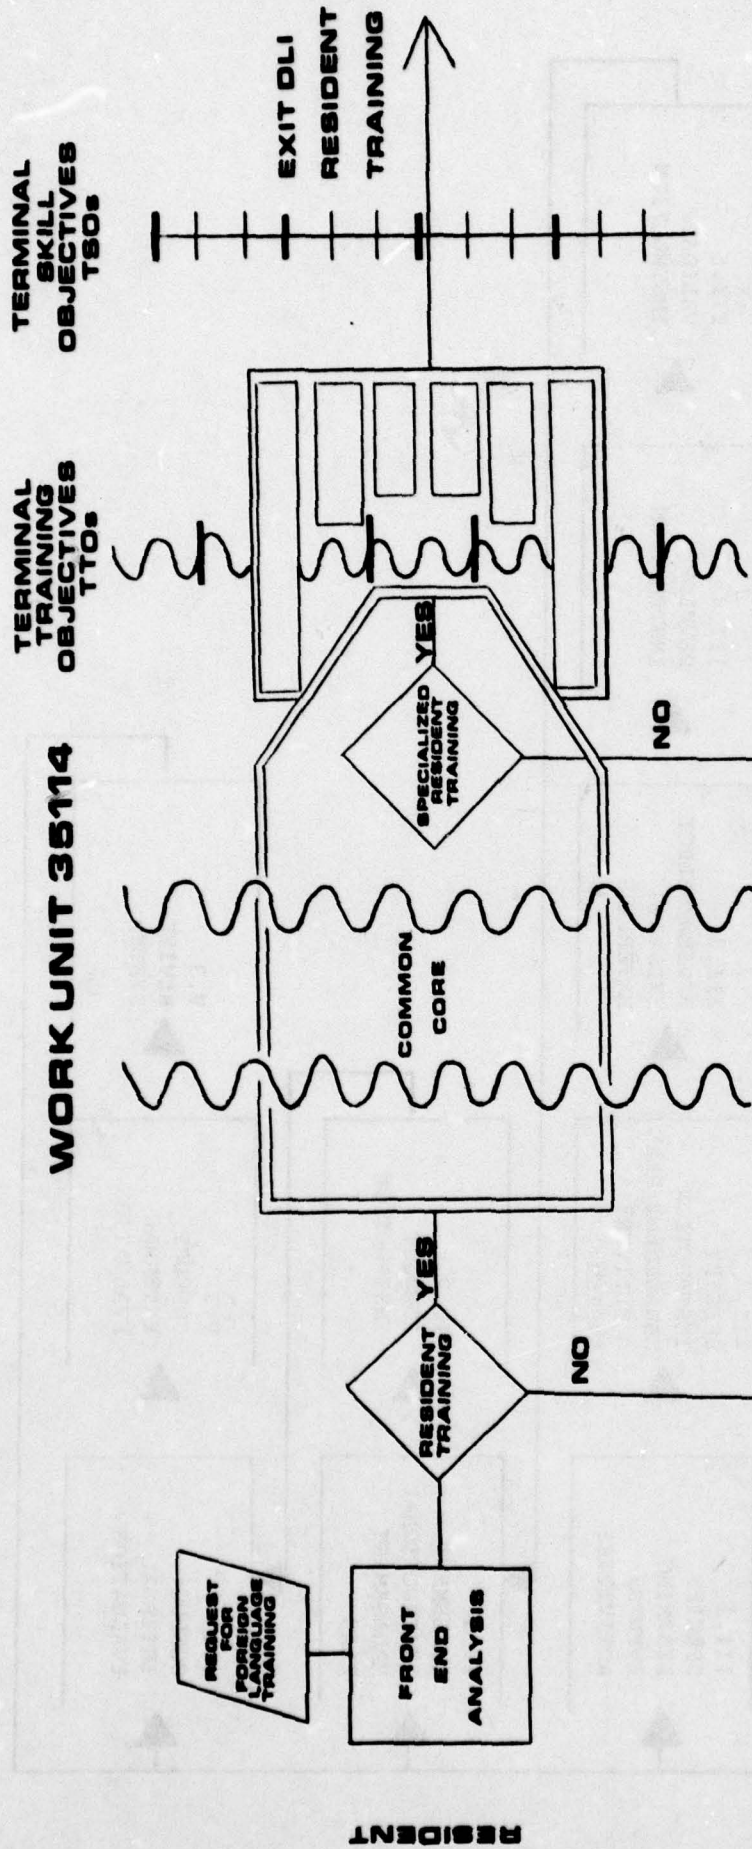 WORK UNIT 35114
TERMINAL
TRAINING
OBJECTIVES
TTOs
TERMINAL
SKILL
OBJECTIVES
TSOs
RESIDENT
REQUEST
FOR
FOREIGN
LANGUAGE
TRAINING
FRONT
END
ANALYSIS
RESIDENT
TRAINING
YES
NO
COMMON
CORE
SPECIALIZED
RESIDENT
TRAINING
YES
NO
EXIT DLI
RESIDENT
TRAINING